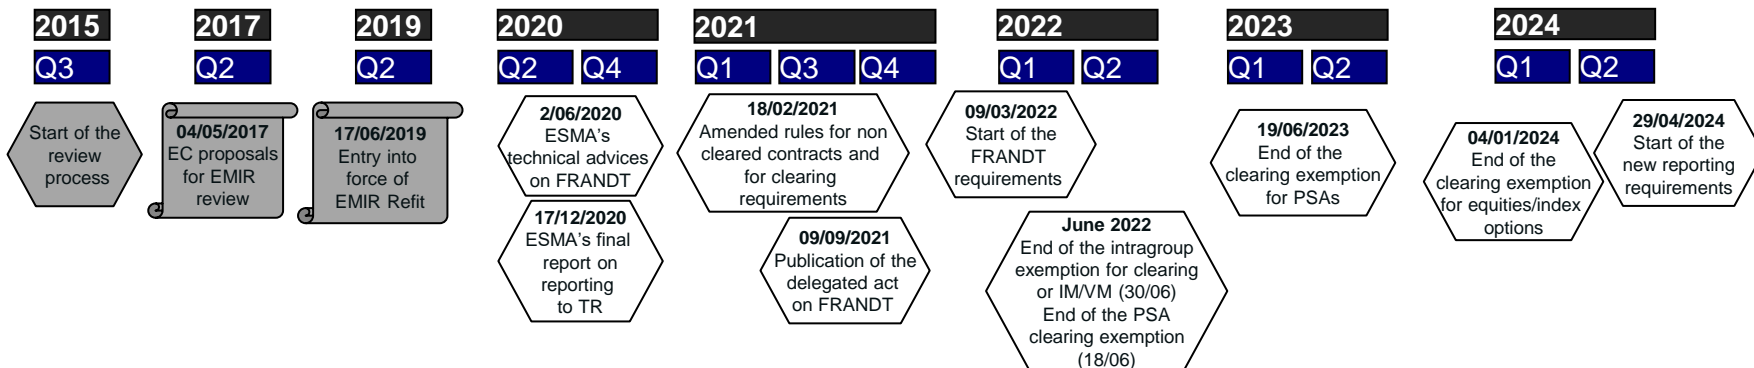 2015
2017
2019
2020
2021
2022
2023
2024
Q3
Q2
Q2
Q2
Q4
Q1
Q3
Q4
Q1
Q2
Q1
Q2
Q1
Q2
Start of the
review
process
04/05/2017
EC proposals
for EMIR
review
17/06/2019
Entry into
force of
EMIR Refit
2/06/2020
ESMA's
technical advices
on FRANDT
17/12/2020
ESMA's final
report on
reporting
to TR
18/02/2021
Amended rules for non
cleared contracts and
for clearing
requirements
09/09/2021
Publication of the
delegated act
on FRANDT
09/03/2022
Start of the
FRANDT
requirements
June 2022
End of the intragroup
exemption for clearing
or IM/VM (30/06)
End of the PSA
clearing exemption
(18/06)
19/06/2023
End of the
clearing exemption
for PSAs
04/01/2024
End of the
clearing exemption
for equities/index
options
29/04/2024
Start of the
new reporting
requirements